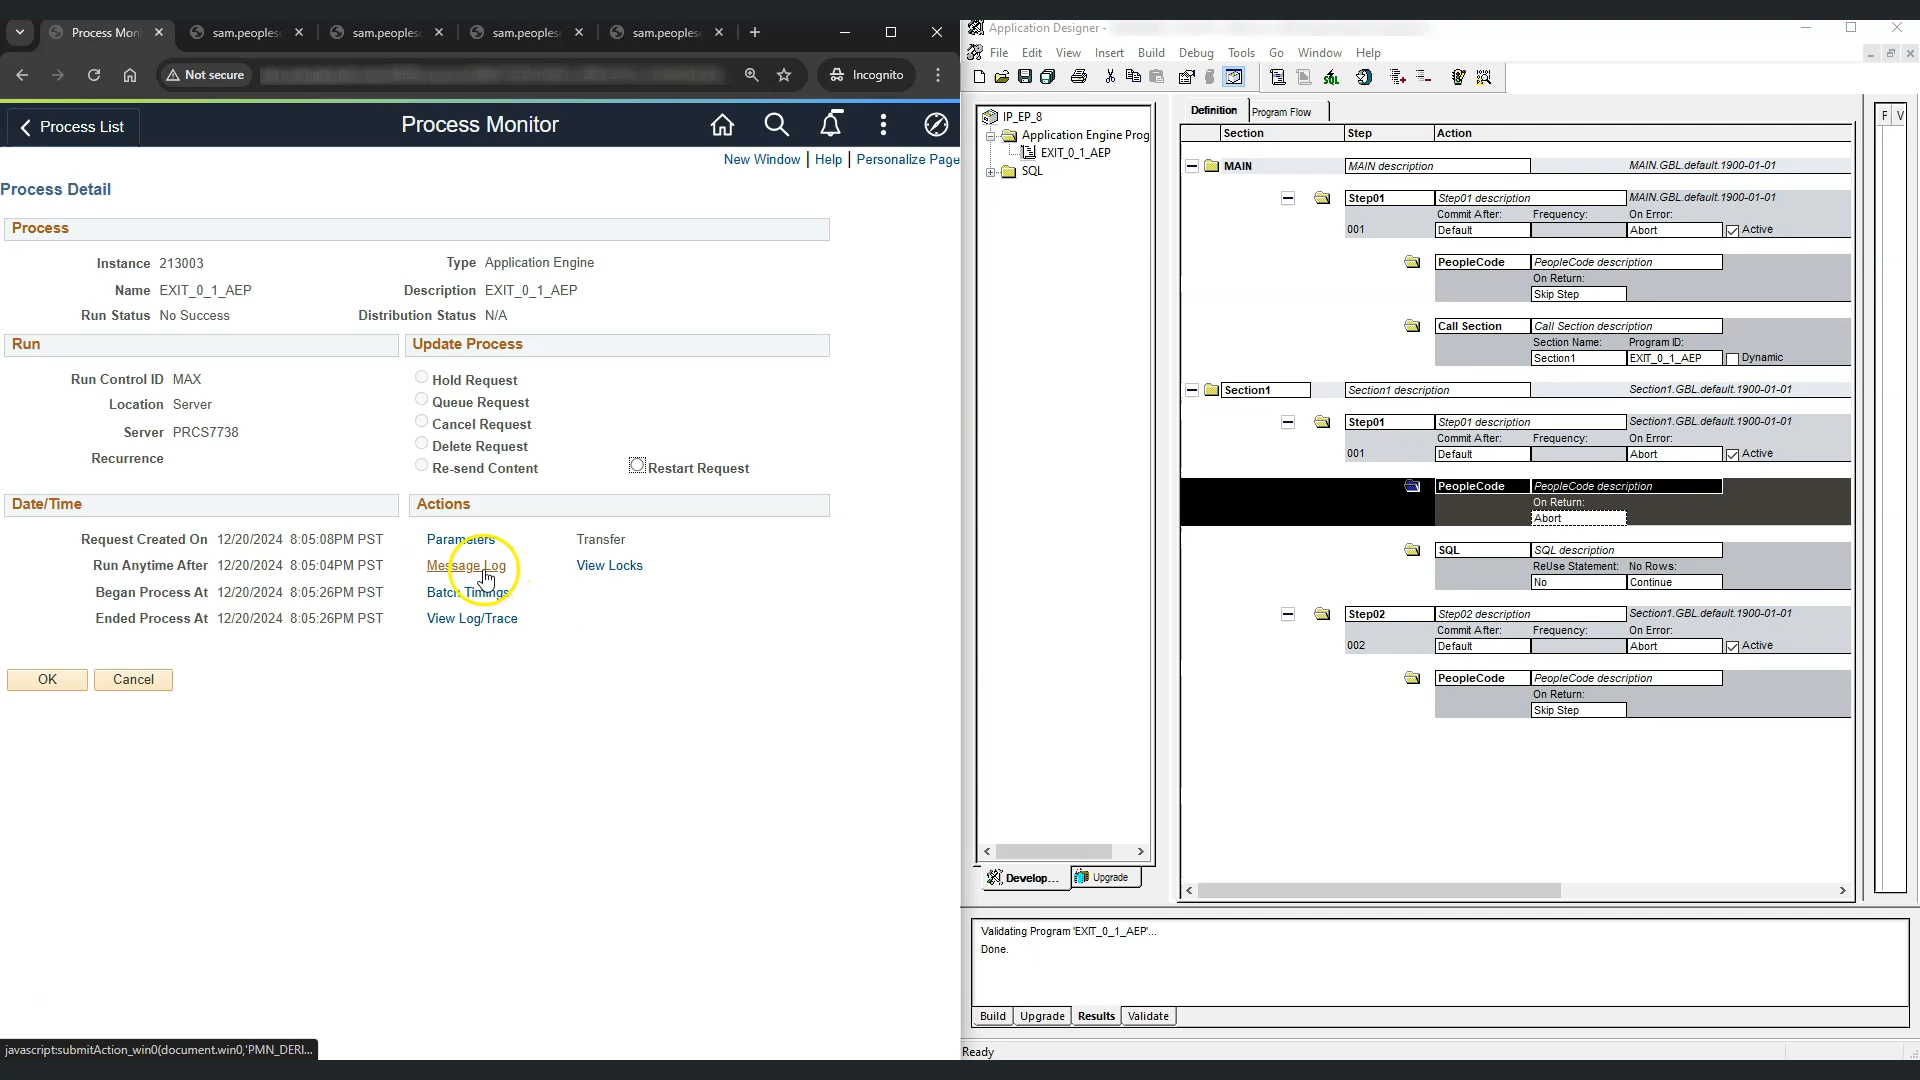 Process Mon
sam.peoples
sam.peoples
sam.peoples
sam.peoples
Not secure
Incognito
Process List
Process Monitor
New Window
Help
Personalize Page
Process Detail
Process
Instance 213003
Type Application Engine
Name EXIT_0_1_AEP
Description EXIT_0_1_AEP
Run Status No Success
Distribution Status N/A
Run
Update Process
Run Control ID MAX
Location Server
Server PRCS7738
Recurrence
Hold Request
Queue Request
Cancel Request
Delete Request
Re-send Content
Restart Request
Date/Time
Actions
Request Created On 12/20/2024 8:05:08PM PST
Run Anytime After 12/20/2024 8:05:04PM PST
Began Process At 12/20/2024 8:05:26PM PST
Ended Process At 12/20/2024 8:05:26PM PST
Parameters
Transfer
Message Log
View Locks
Batch Timings
View Log/Trace
OK
Cancel
javascript:submitAction_win0(document.win0,'PMN_DERI...
Application Designer -
File Edit View Insert Build Debug Tools Go Window Help
SQL
IP_EP_8
Application Engine Prog
EXIT_0_1_AEP
SQL
Develop...
Upgrade
Definition
Program Flow
Section
Step
Action
MAIN
MAIN description
MAIN.GBL.default.1900-01-01
Step01
Step01 description
MAIN.GBL.default.1900-01-01
Commit After: Frequency: On Error:
001
Default
Abort
Active
PeopleCode
PeopleCode description
On Return:
Skip Step
Call Section
Call Section description
Section Name: Program ID:
Section1
EXIT_0_1_AEP
Dynamic
Section1
Section1 description
Section1.GBL.default.1900-01-01
Step01
Step01 description
Section1.GBL.default.1900-01-01
Commit After: Frequency: On Error:
001
Default
Abort
Active
PeopleCode
PeopleCode description
On Return:
Abort
SQL
SQL description
ReUse Statement: No Rows:
No
Continue
Step02
Step02 description
Section1.GBL.default.1900-01-01
Commit After: Frequency: On Error:
002
Default
Abort
Active
PeopleCode
PeopleCode description
On Return:
Skip Step
F V
Validating Program 'EXIT_0_1_AEP'...
Done.
Build
Upgrade
Results
Validate
Ready